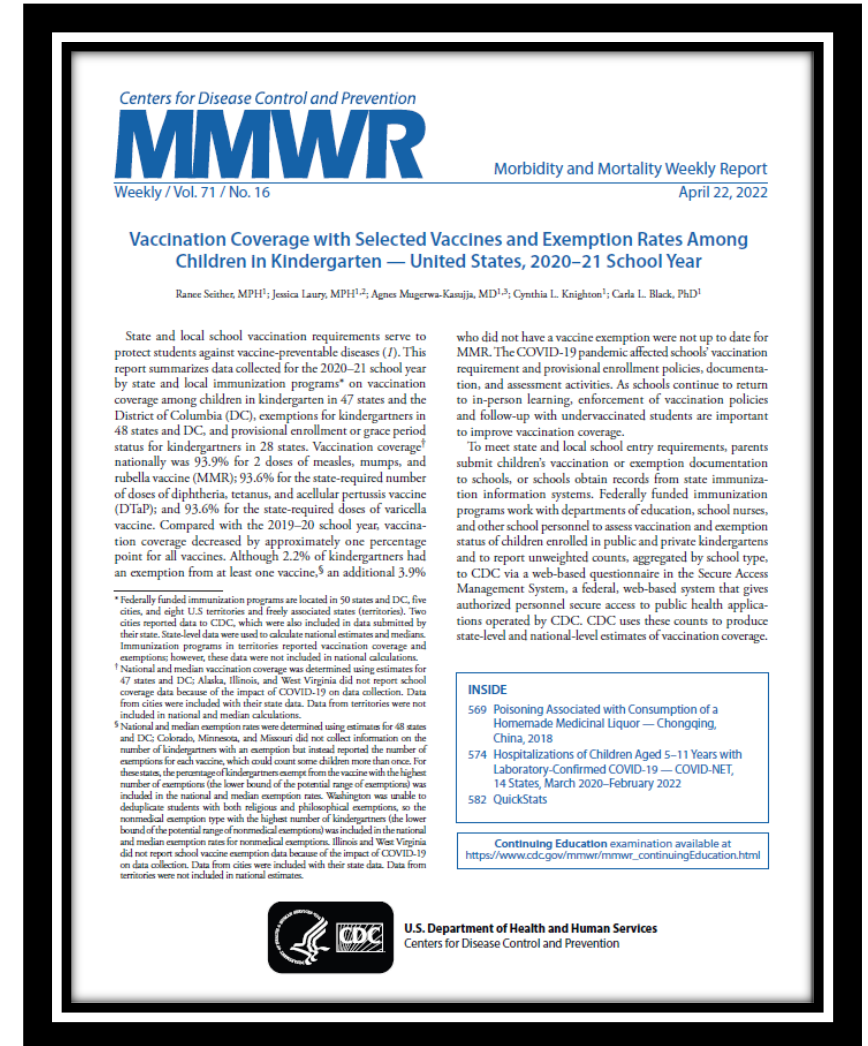 Centers for Disease Control and Prevention
MMWR
Morbidity and Mortality Weekly Report
Weekly / Vol. 71 / No. 16
April 22, 2022
Vaccination Coverage with Selected Vaccines and Exemption Rates Among
Children in Kindergarten — United States, 2020–21 School Year
Ranee Seither, MPH1; Jessica Laury, MPH1,2; Agnes Mugerwa-Kasujja, MD1,3; Cynthia L. Knighton1; Carla L. Black, PhD1
State and local school vaccination requirements serve to
protect students against vaccine-preventable diseases (1). This
report summarizes data collected for the 2020–21 school year
by state and local immunization programs* on vaccination
coverage among children in kindergarten in 47 states and the
District of Columbia (DC), exemptions for kindergartners in
48 states and DC, and provisional enrollment or grace period
status for kindergartners in 28 states. Vaccination coverage†
nationally was 93.9% for 2 doses of measles, mumps, and
rubella vaccine (MMR); 93.6% for the state-required number
of doses of diphtheria, tetanus, and acellular pertussis vaccine
(DTaP); and 93.6% for the state-required doses of varicella
vaccine. Compared with the 2019–20 school year, vaccina-
tion coverage decreased by approximately one percentage
point for all vaccines. Although 2.2% of kindergartners had
an exemption from at least one vaccine,§ an additional 3.9%
* Federally funded immunization programs are located in 50 states and DC, five
cities, and eight U.S territories and freely associated states (territories). Two
cities reported data to CDC, which were also included in data submitted by
their state. State-level data were used to calculate national estimates and medians.
Immunization programs in territories reported vaccination coverage and
exemptions; however, these data were not included in national calculations.
† National and median vaccination coverage was determined using estimates for
47 states and DC; Alaska, Illinois, and West Virginia did not report school
coverage data because of the impact of COVID-19 on data collection. Data
from cities were included with their state data. Data from territories were not
included in national and median calculations.
§ National and median exemption rates were determined using estimates for 48 states
and DC; Colorado, Minnesota, and Missouri did not collect information on the
number of kindergartners with an exemption but instead reported the number of
exemptions for each vaccine, which could count some children more than once. For
these states, the percentage of kindergartners exempt from the vaccine with the highest
number of exemptions (the lower bound of the potential range of exemptions) was
included in the national and median exemption rates. Washington was unable to
deduplicate students with both religious and philosophical exemptions, so the
nonmedical exemption type with the highest number of kindergartners (the lower
bound of the potential range of nonmedical exemptions) was included in the national
and median exemption rates for nonmedical exemptions. Illinois and West Virginia
did not report school vaccine exemption data because of the impact of COVID-19
on data collection. Data from cities were included with their state data. Data from
territories were not included in national estimates.
who did not have a vaccine exemption were not up to date for
MMR. The COVID-19 pandemic affected schools' vaccination
requirement and provisional enrollment policies, documenta-
tion, and assessment activities. As schools continue to return
to in-person learning, enforcement of vaccination policies
and follow-up with undervaccinated students are important
to improve vaccination coverage.
To meet state and local school entry requirements, parents
submit children's vaccination or exemption documentation
to schools, or schools obtain records from state immuniza-
tion information systems. Federally funded immunization
programs work with departments of education, school nurses,
and other school personnel to assess vaccination and exemption
status of children enrolled in public and private kindergartens
and to report unweighted counts, aggregated by school type,
to CDC via a web-based questionnaire in the Secure Access
Management System, a federal, web-based system that gives
authorized personnel secure access to public health applica-
tions operated by CDC. CDC uses these counts to produce
state-level and national-level estimates of vaccination coverage.
INSIDE
569 Poisoning Associated with Consumption of a
Homemade Medicinal Liquor — Chongqing,
China, 2018
574 Hospitalizations of Children Aged 5–11 Years with
Laboratory-Confirmed COVID-19 — COVID-NET,
14 States, March 2020–February 2022
582 QuickStats
Continuing Education examination available at
https://www.cdc.gov/mmwr/mmwr_continuingEducation.html
CDC
U.S. Department of Health and Human Services
Centers for Disease Control and Prevention